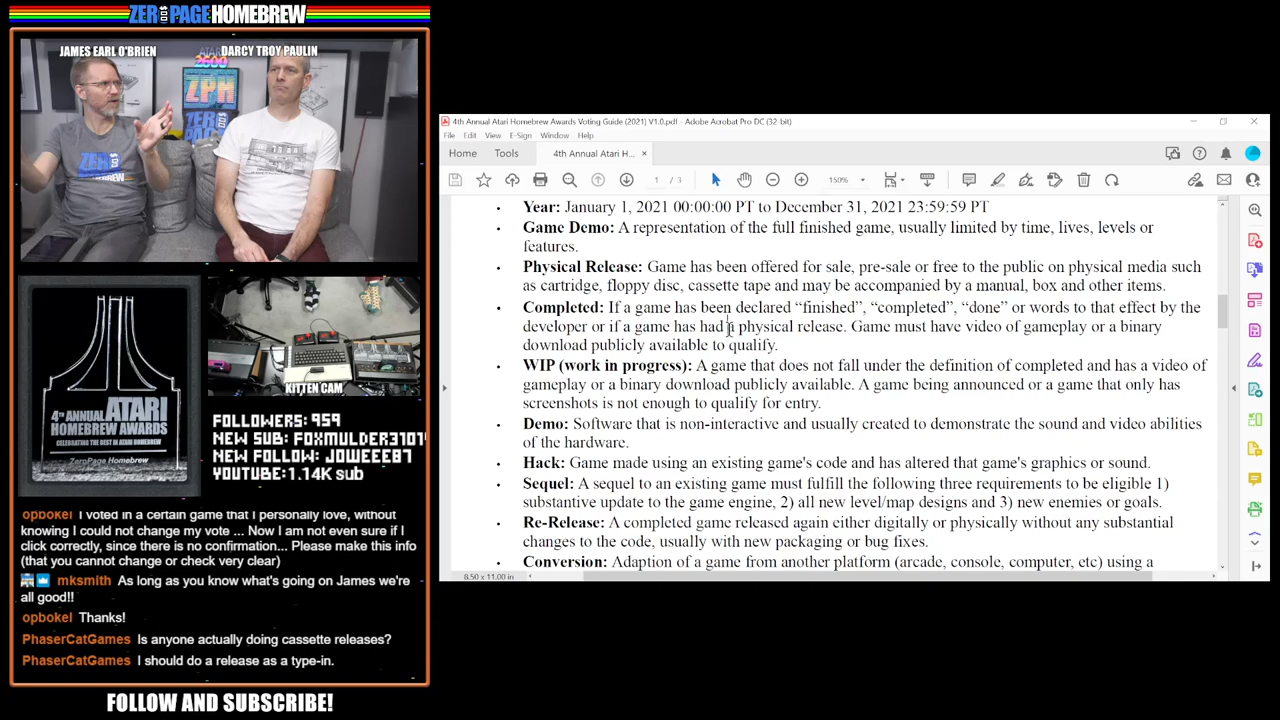 ZEROPAGE HOMEBREW
JAMES EARL O'BRIEN
DARCY TROY PAULIN
ATARI
2600
ZPH
ZPH
HOMEBREW
KITTEN CAM
4TH ANNUAL ATARI
HOMEBREW AWARDS
CELEBRATING THE BEST IN ATARI HOMEBREW
ZeroPage Homebrew
FOLLOWERS: 959
NEW SUB: FOXMULDER3101
NEW FOLLOW: JOWEEE87
YOUTUBE:1.14K sub
opbokel I voted in a certain game that I personally love, without
knowing I could not change my vote ... Now I am not even sure if I
click correctly, since there is no confirmation... Please make this info
(that you cannot change or check very clear)
mksmith As long as you know what's going on James we're
all good!!
opbokel Thanks!
PhaserCatGames Is anyone actually doing cassette releases?
PhaserCatGames I should do a release as a type-in.
FOLLOW AND SUBSCRIBE!
4th Annual Atari Homebrew Awards Voting Guide (2021) V1.0.pdf - Adobe Acrobat Pro DC (32-bit)
File Edit View E-Sign Window Help
Home Tools 4th Annual Atari H... ×
1 / 3 150%
• Year: January 1, 2021 00:00:00 PT to December 31, 2021 23:59:59 PT
• Game Demo: A representation of the full finished game, usually limited by time, lives, levels or
features.
• Physical Release: Game has been offered for sale, pre-sale or free to the public on physical media such
as cartridge, floppy disc, cassette tape and may be accompanied by a manual, box and other items.
• Completed: If a game has been declared “finished”, “completed”, “done” or words to that effect by the
developer or if a game has had a physical release. Game must have video of gameplay or a binary
download publicly available to qualify.
• WIP (work in progress): A game that does not fall under the definition of completed and has a video of
gameplay or a binary download publicly available. A game being announced or a game that only has
screenshots is not enough to qualify for entry.
• Demo: Software that is non-interactive and usually created to demonstrate the sound and video abilities
of the hardware.
• Hack: Game made using an existing game's code and has altered that game's graphics or sound.
• Sequel: A sequel to an existing game must fulfill the following three requirements to be eligible 1)
substantive update to the game engine, 2) all new level/map designs and 3) new enemies or goals.
• Re-Release: A completed game released again either digitally or physically without any substantial
changes to the code, usually with new packaging or bug fixes.
• Conversion: Adaption of a game from another platform (arcade, console, computer, etc) using a
8.50 x 11.00 in